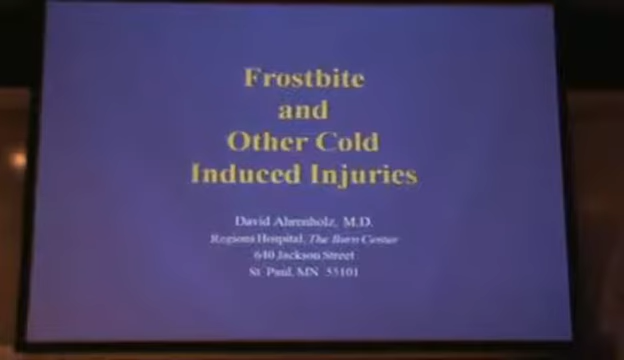 Frostbite
and
Other Cold
Induced Injuries
David Ahrenholz, M.D.
Regions Hospital, The Burn Center
640 Jackson Street
St. Paul, MN 55101